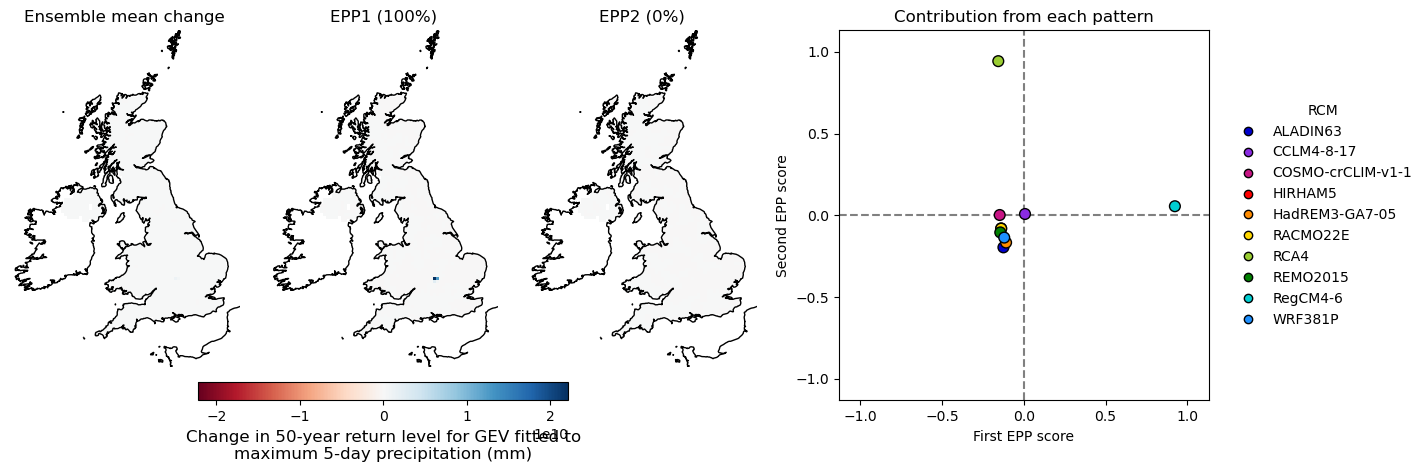 Ensemble mean change
EPP1 (100%)
EPP2 (0%)
−2
−1
0
1
2
1e10
Change in 50-year return level for GEV fitted to
maximum 5-day precipitation (mm)
Contribution from each pattern
Second EPP score
1.0
0.5
0.0
−0.5
−1.0
−1.0
−0.5
0.0
0.5
1.0
First EPP score
RCM
ALADIN63
CCLM4-8-17
COSMO-crCLIM-v1-1
HIRHAM5
HadREM3-GA7-05
RACMO22E
RCA4
REMO2015
RegCM4-6
WRF381P